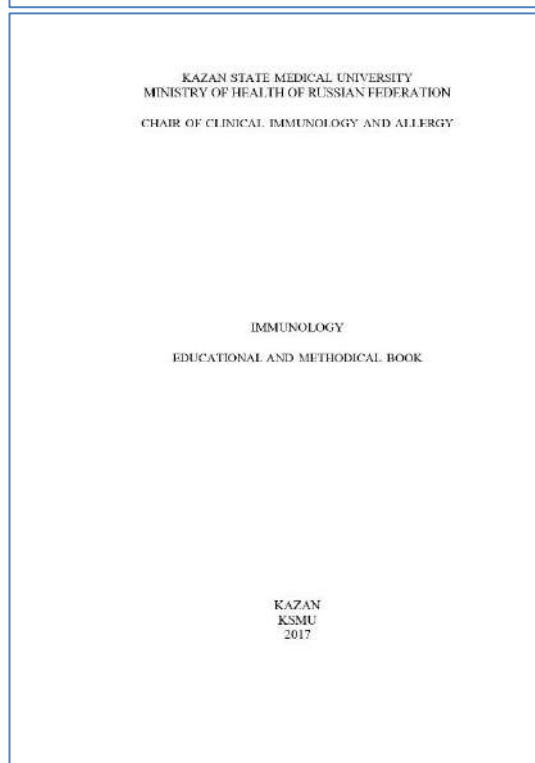 KAZAN STATE MEDICAL UNIVERSITY
MINISTRY OF HEALTH OF RUSSIAN FEDERATION
CHAIR OF CLINICAL IMMUNOLOGY AND ALLERGY
IMMUNOLOGY
EDUCATIONAL AND METHODICAL BOOK
KAZAN
KSMU
2017